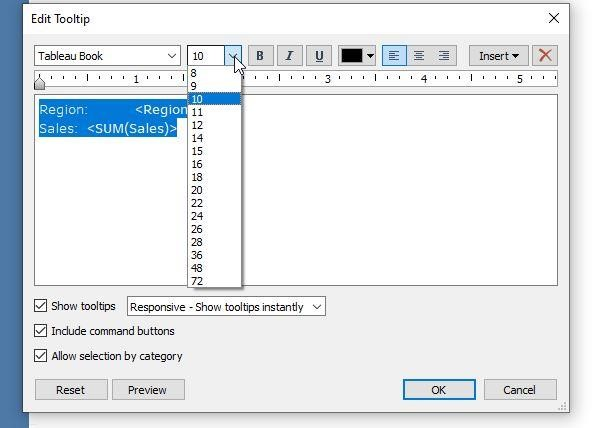 Edit Tooltip
Tableau Book 10 B I U Insert
1 3 4 5
Region: <Region
Sales: <SUM(Sales)>
8
9
10
11
12
14
15
16
18
20
22
24
26
28
36
48
72
Show tooltips Responsive - Show tooltips instantly
Include command buttons
Allow selection by category
Reset Preview OK Cancel